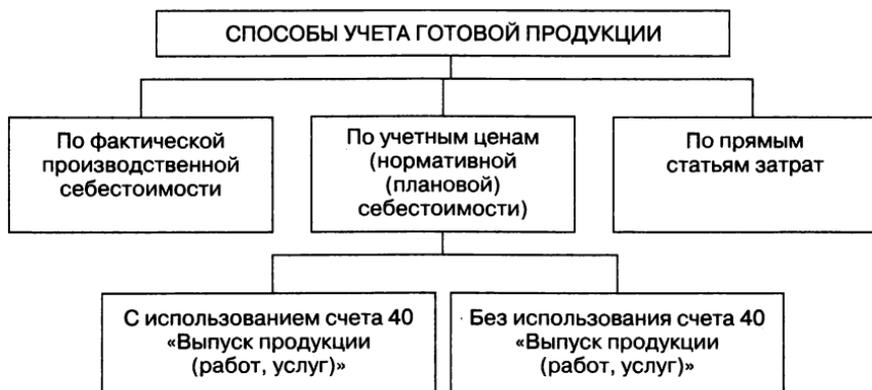 СПОСОБЫ УЧЕТА ГОТОВОЙ ПРОДУКЦИИ
По фактической
производственной
себестоимости
По учетным ценам
(нормативной
(плановой)
себестоимости)
По прямым
статьям затрат
С использованием счета 40
«Выпуск продукции
(работ, услуг)»
Без использования счета 40
«Выпуск продукции
(работ, услуг)»